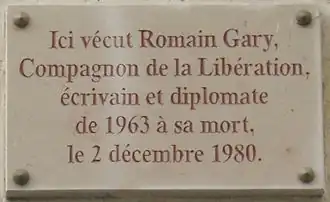 Ici vécut Romain Gary,
Compagnon de la Libération,
écrivain et diplomate
de 1963 à sa mort,
le 2 décembre 1980.